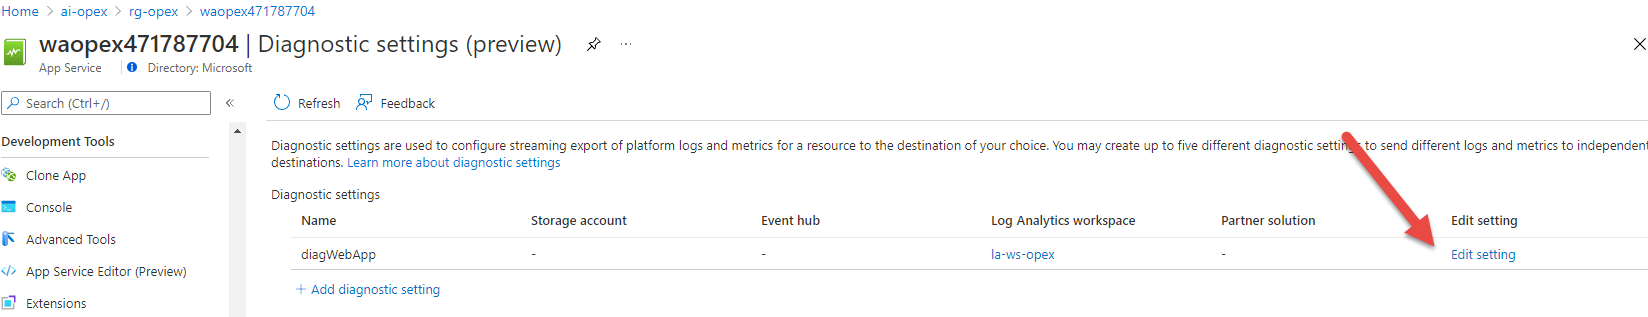 Home > ai-opex > rg-opex > waopex471787704
waopex471787704 | Diagnostic settings (preview) ...
App Service | Directory: Microsoft
Search (Ctrl+/) «
Refresh Feedback
Development Tools
Clone App
Console
Advanced Tools
App Service Editor (Preview)
Extensions
Diagnostic settings are used to configure streaming export of platform logs and metrics for a resource to the destination of your choice. You may create up to five different diagnostic settings to send different logs and metrics to independent
destinations. Learn more about diagnostic settings
Diagnostic settings
Name Storage account Event hub Log Analytics workspace Partner solution Edit setting
diagWebApp - - la-ws-opex - Edit setting
+ Add diagnostic setting